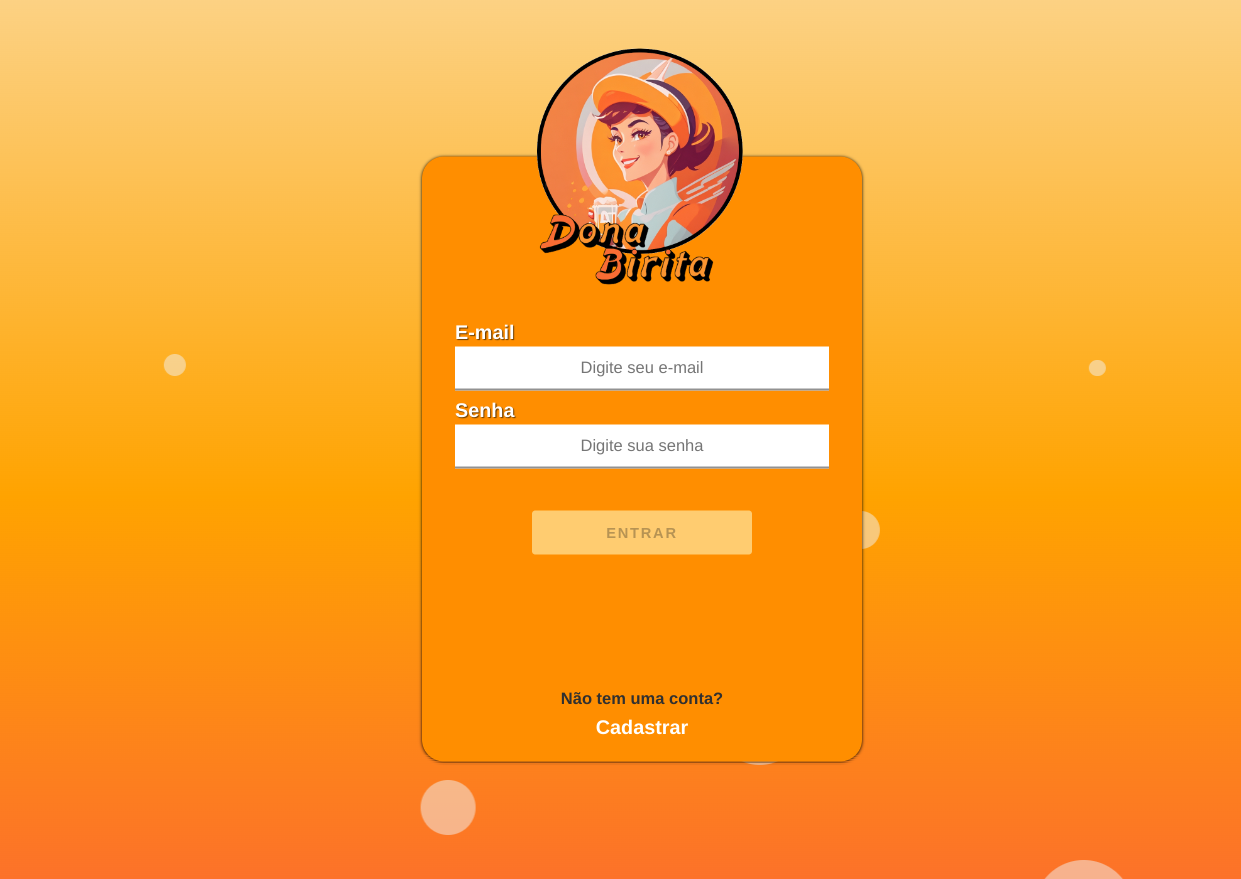 Dona
Birita
E-mail
Digite seu e-mail
Senha
Digite sua senha
ENTRAR
Não tem uma conta?
Cadastrar